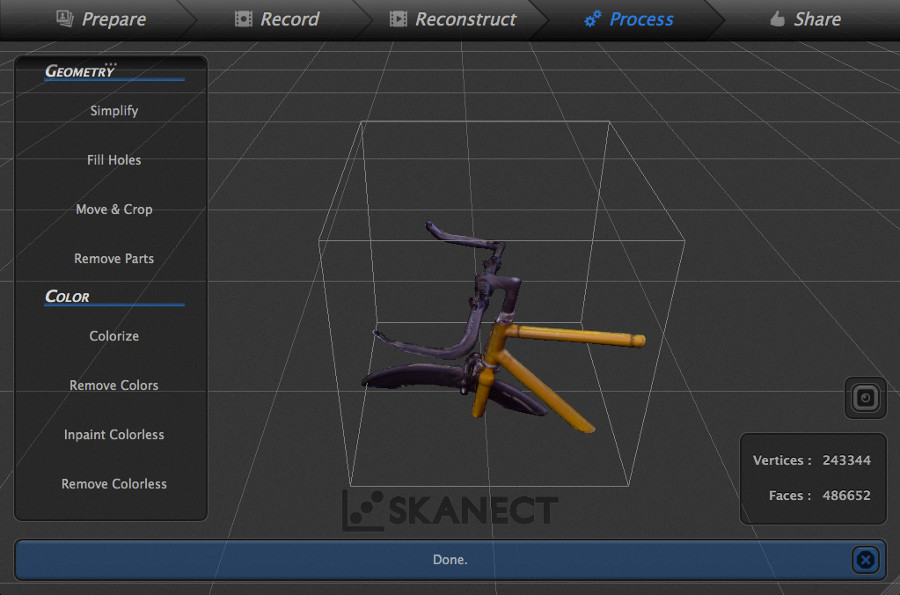 Prepare
Record
Reconstruct
Process
Share
GEOMETRY
Simplify
Fill Holes
Move & Crop
Remove Parts
COLOR
Colorize
Remove Colors
Inpaint Colorless
Remove Colorless
Vertices : 243344
Faces : 486652
SKANECT
Done.